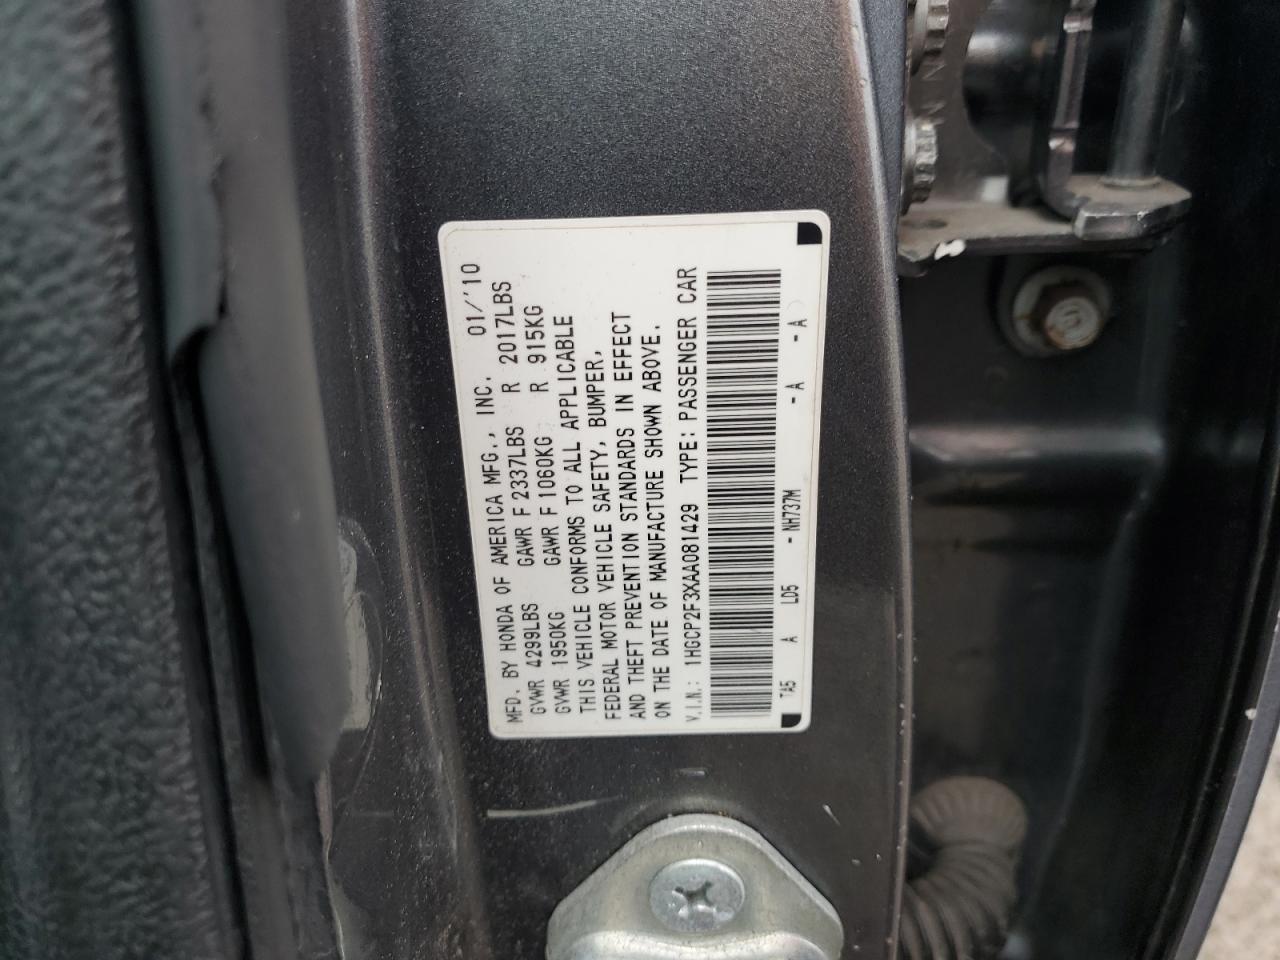 MFD. BY HONDA OF AMERICA MFG., INC. 01/'10
GVWR 4299LBS GAWR F 2337LBS R 2017LBS
GVWR 1950KG GAWR F 1060KG R 915KG
THIS VEHICLE CONFORMS TO ALL APPLICABLE
FEDERAL MOTOR VEHICLE SAFETY, BUMPER,
AND THEFT PREVENTION STANDARDS IN EFFECT
ON THE DATE OF MANUFACTURE SHOWN ABOVE.
V.I.N.: 1HGCP2F3XAA081429 TYPE: PASSENGER CAR
TA5 A LD5 - NH737M - A - A